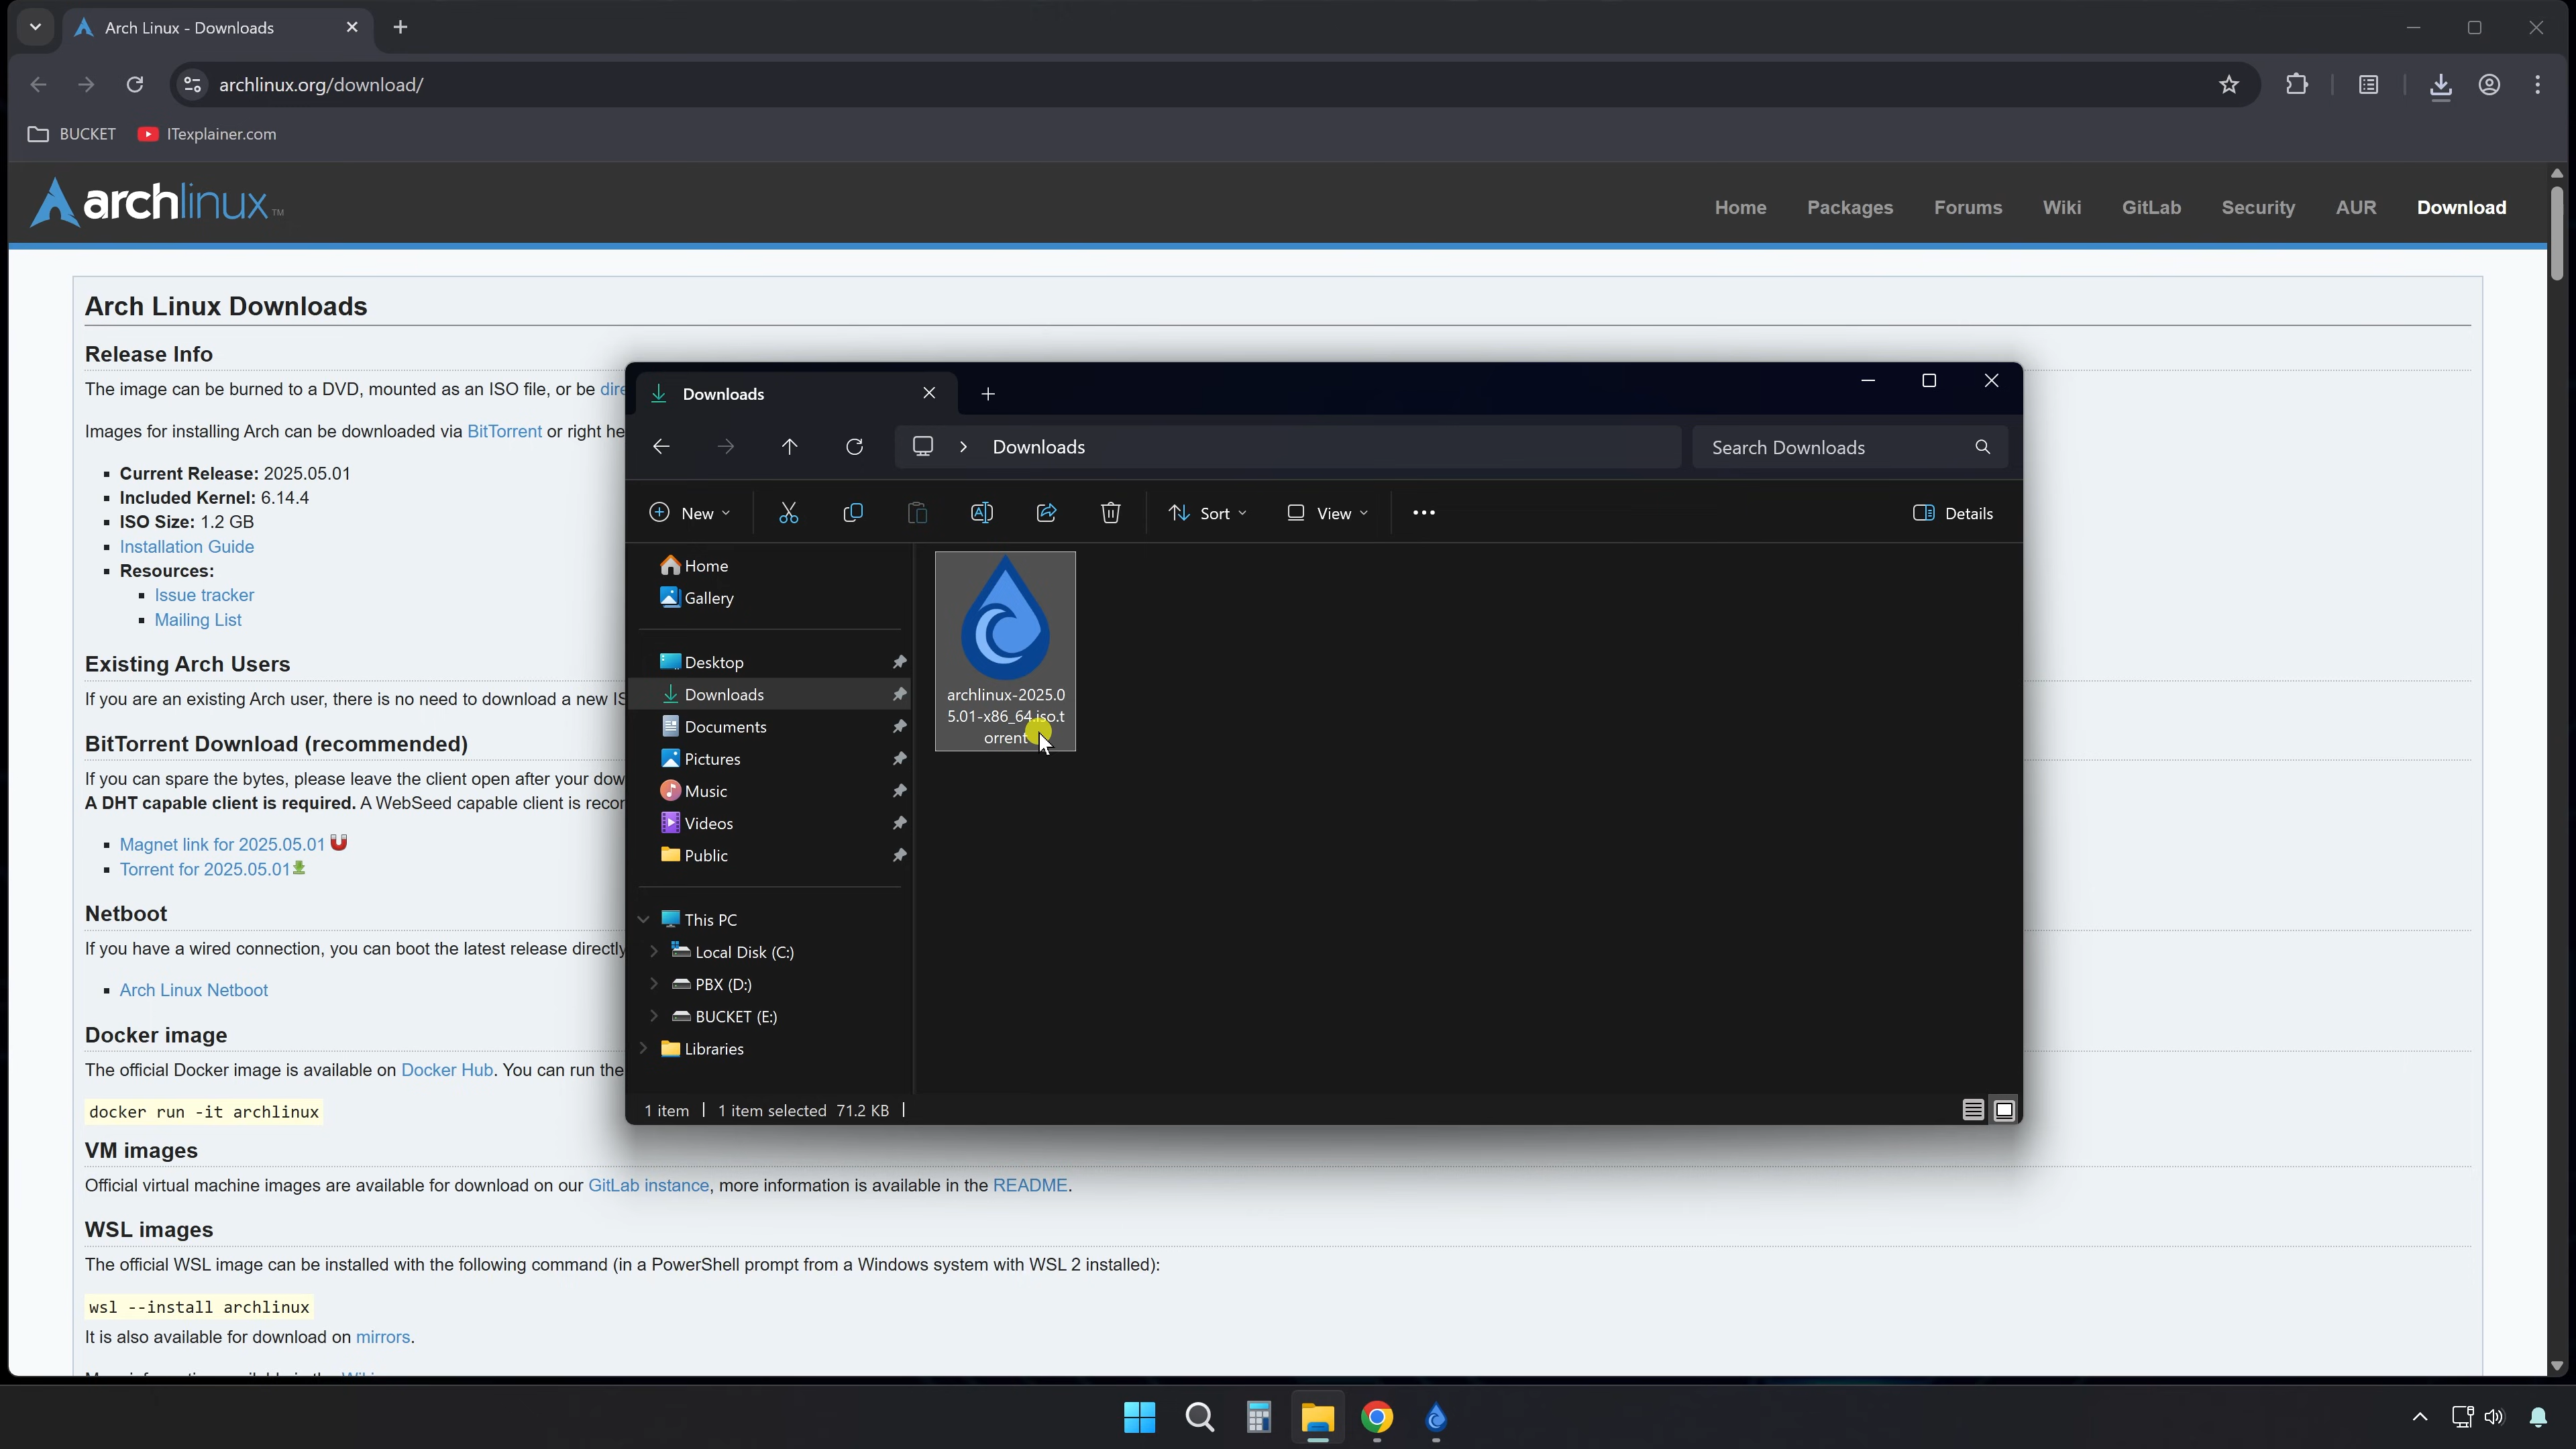 Arch Linux - Downloads
archlinux.org/download/
BUCKET
ITexplainer.com
archlinux™
Home
Packages
Forums
Wiki
GitLab
Security
AUR
Download
Arch Linux Downloads
Release Info
The image can be burned to a DVD, mounted as an ISO file, or be dire
Images for installing Arch can be downloaded via BitTorrent or right he
Current Release: 2025.05.01
Included Kernel: 6.14.4
ISO Size: 1.2 GB
Installation Guide
Resources:
Issue tracker
Mailing List
Existing Arch Users
If you are an existing Arch user, there is no need to download a new IS
BitTorrent Download (recommended)
If you can spare the bytes, please leave the client open after your dow
A DHT capable client is required. A WebSeed capable client is recor
Magnet link for 2025.05.01
Torrent for 2025.05.01
Netboot
If you have a wired connection, you can boot the latest release directly
Arch Linux Netboot
Docker image
The official Docker image is available on Docker Hub. You can run the
docker run -it archlinux
VM images
Official virtual machine images are available for download on our GitLab instance, more information is available in the README.
WSL images
The official WSL image can be installed with the following command (in a PowerShell prompt from a Windows system with WSL 2 installed):
wsl --install archlinux
It is also available for download on mirrors.
Downloads
Downloads
Search Downloads
New
Sort
View
Details
Home
Gallery
Desktop
Downloads
Documents
Pictures
Music
Videos
Public
This PC
Local Disk (C:)
PBX (D:)
BUCKET (E:)
Libraries
archlinux-2025.0
5.01-x86_64.iso.t
orrent
1 item
1 item selected 71.2 KB